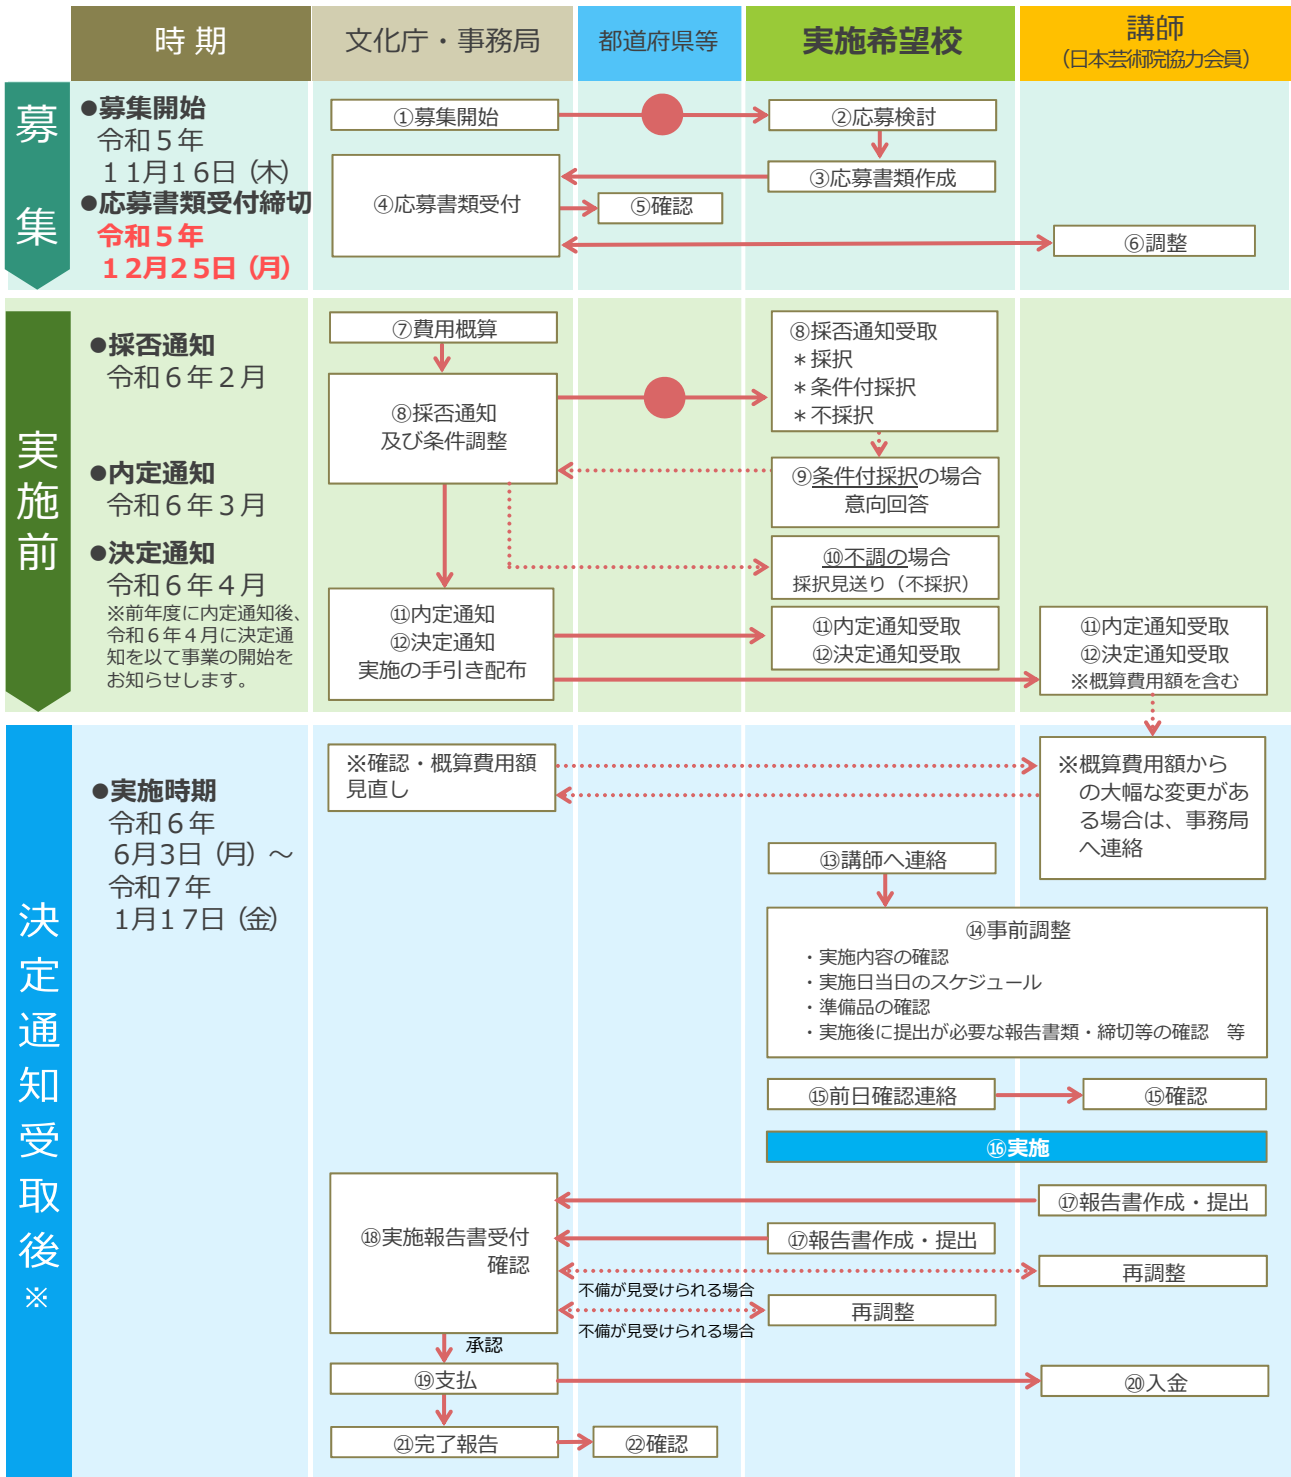 時 期
文化庁・事務局
都道府県等
実施希望校
講師
（日本芸術院協力会員）
募集
●募集開始
令和５年
１１月１６日（木）
●応募書類受付締切
令和５年
１２月２５日（月）
①募集開始
②応募検討
③応募書類作成
④応募書類受付
⑤確認
⑥調整
実施前
●採否通知
令和６年２月
●内定通知
令和６年３月
●決定通知
令和６年４月
※前年度に内定通知後、
令和６年４月に決定通
知を以て事業の開始を
お知らせします。
⑦費用概算
⑧採否通知
及び条件調整
⑧採否通知受取
＊採択
＊条件付採択
＊不採択
⑨条件付採択の場合
意向回答
⑩不調の場合
採択見送り（不採択）
⑪内定通知
⑫決定通知
実施の手引き配布
⑪内定通知受取
⑫決定通知受取
⑪内定通知受取
⑫決定通知受取
※概算費用額を含む
決定通知受取後※
●実施時期
令和６年
6月3日（月）～
令和７年
1月１７日（金）
※確認・概算費用額
見直し
※概算費用額から
の大幅な変更があ
る場合は、事務局
へ連絡
⑬講師へ連絡
⑭事前調整
・実施内容の確認
・実施日当日のスケジュール
・準備品の確認
・実施後に提出が必要な報告書類・締切等の確認　等
⑮前日確認連絡
⑮確認
⑯実施
⑰報告書作成・提出
⑱実施報告書受付
確認
⑰報告書作成・提出
再調整
不備が見受けられる場合
再調整
不備が見受けられる場合
承認
⑲支払
⑳入金
㉑完了報告
㉒確認